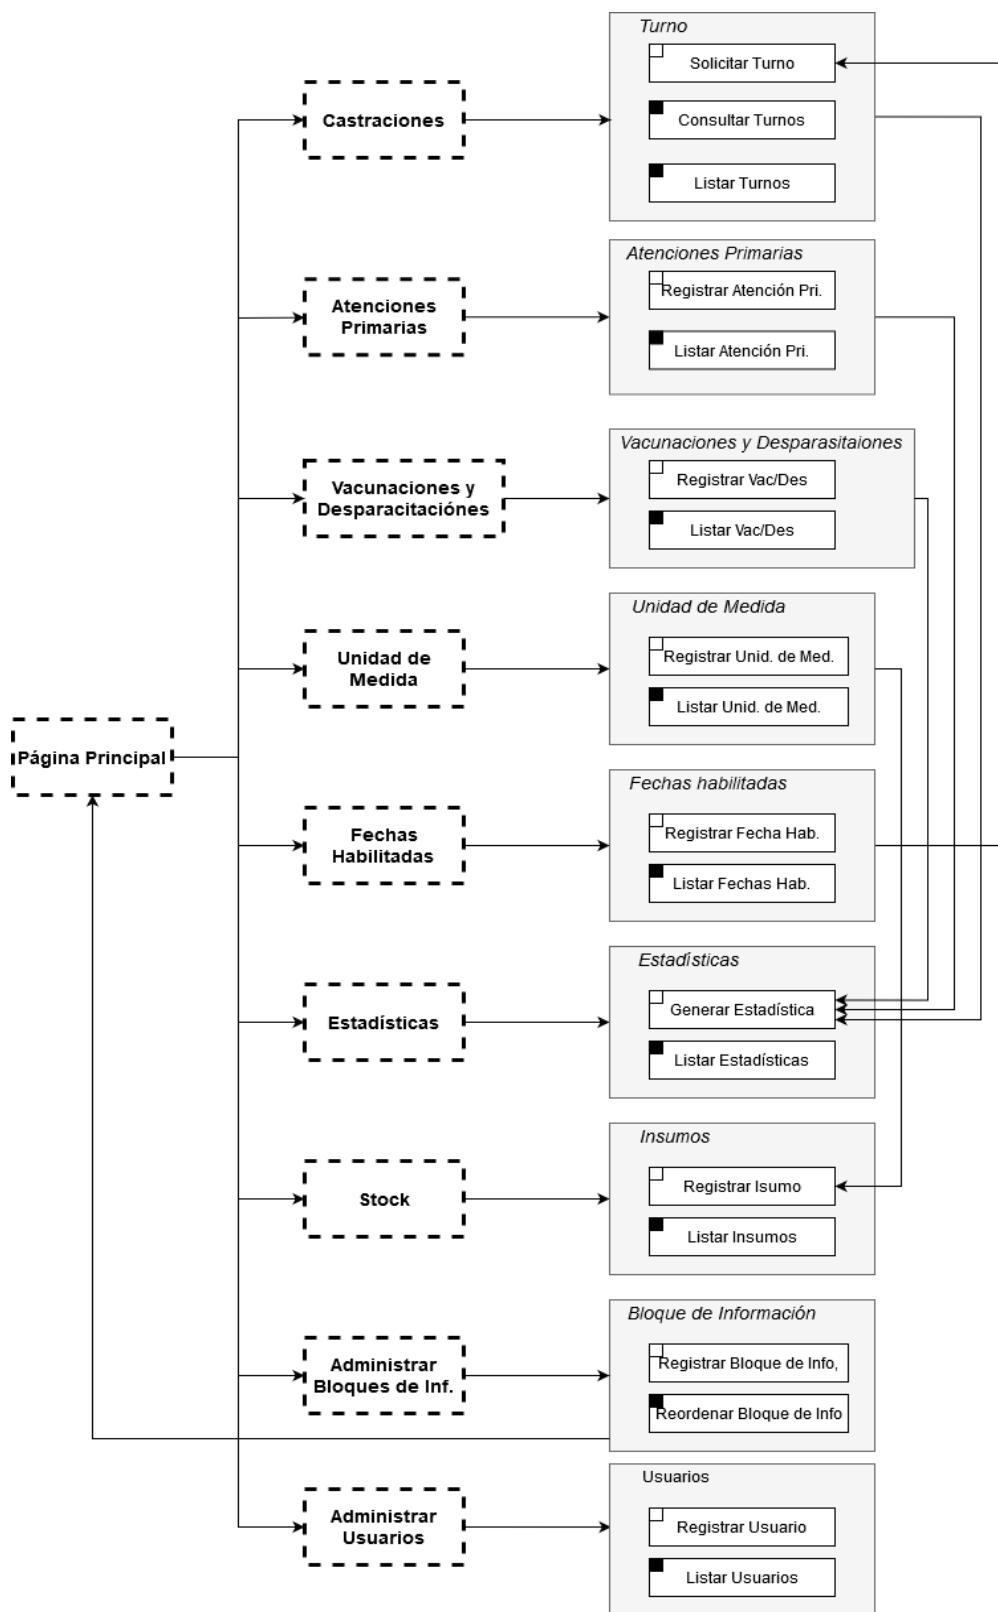 Turno
Solicitar Turno
Castraciones
Consultar Turnos
Listar Turnos
Atenciones Primarias
Registrar Atención Pri.
Atenciones
Primarias
Listar Atención Pri.
Vacunaciones y Desparasitaiones
Registrar Vac/Des
Vacunaciones y
Desparacitaciónes
Listar Vac/Des
Unidad de Medida
Registrar Unid. de Med.
Unidad de
Medida
Listar Unid. de Med.
Página Principal
Fechas habilitadas
Registrar Fecha Hab.
Fechas
Habilitadas
Listar Fechas Hab.
Estadísticas
Generar Estadística
Estadísticas
Listar Estadísticas
Insumos
Registrar Isumo
Stock
Listar Insumos
Bloque de Información
Registrar Bloque de Info,
Administrar
Bloques de Inf.
Reordenar Bloque de Info
Usuarios
Registrar Usuario
Administrar
Usuarios
Listar Usuarios